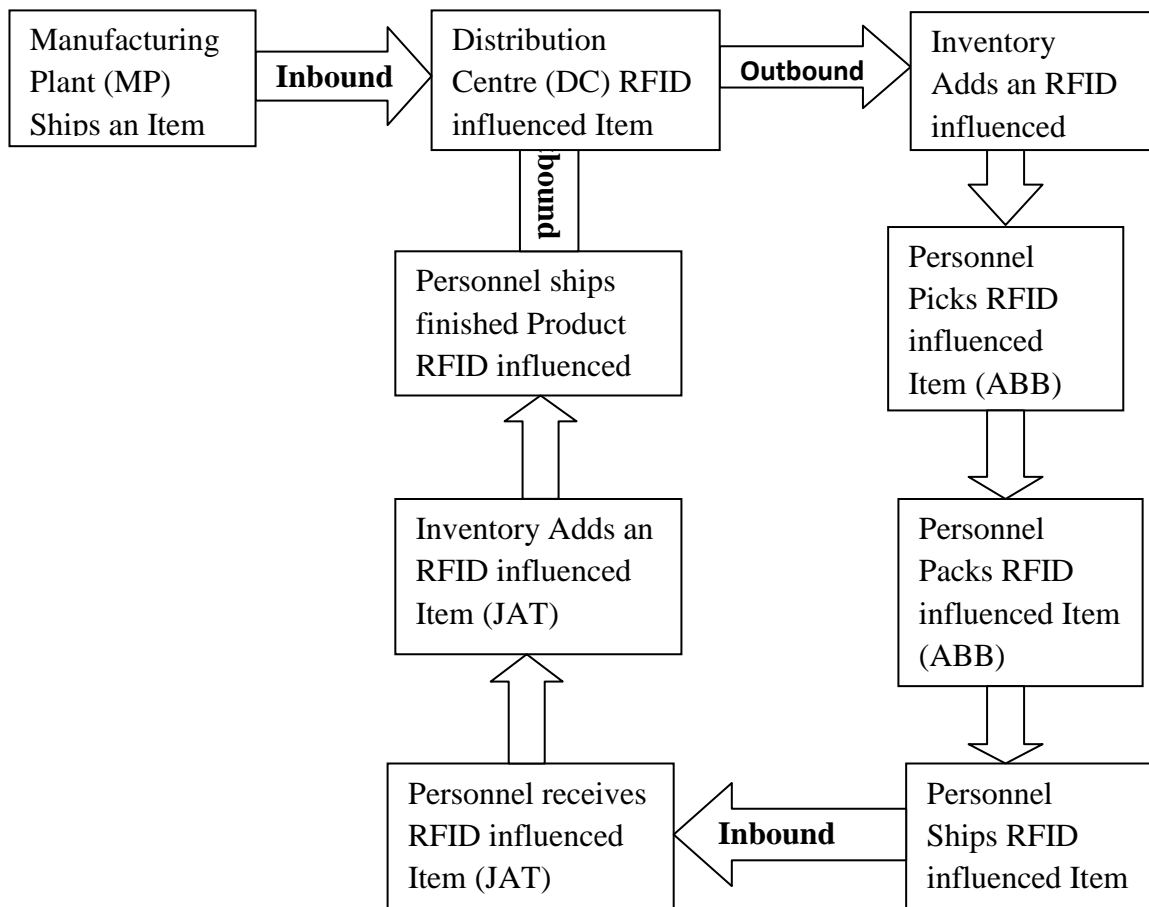 Manufacturing
Plant (MP)
Ships an Item
Inbound
Distribution
Centre (DC) RFID
influenced Item
Outbound
Inventory
Adds an RFID
influenced
bound
Personnel ships
finished Product
RFID influenced
Personnel
Picks RFID
influenced
Item (ABB)
Inventory Adds an
RFID influenced
Item (JAT)
Personnel
Packs RFID
influenced Item
(ABB)
Personnel receives
RFID influenced
Item (JAT)
Inbound
Personnel
Ships RFID
influenced Item